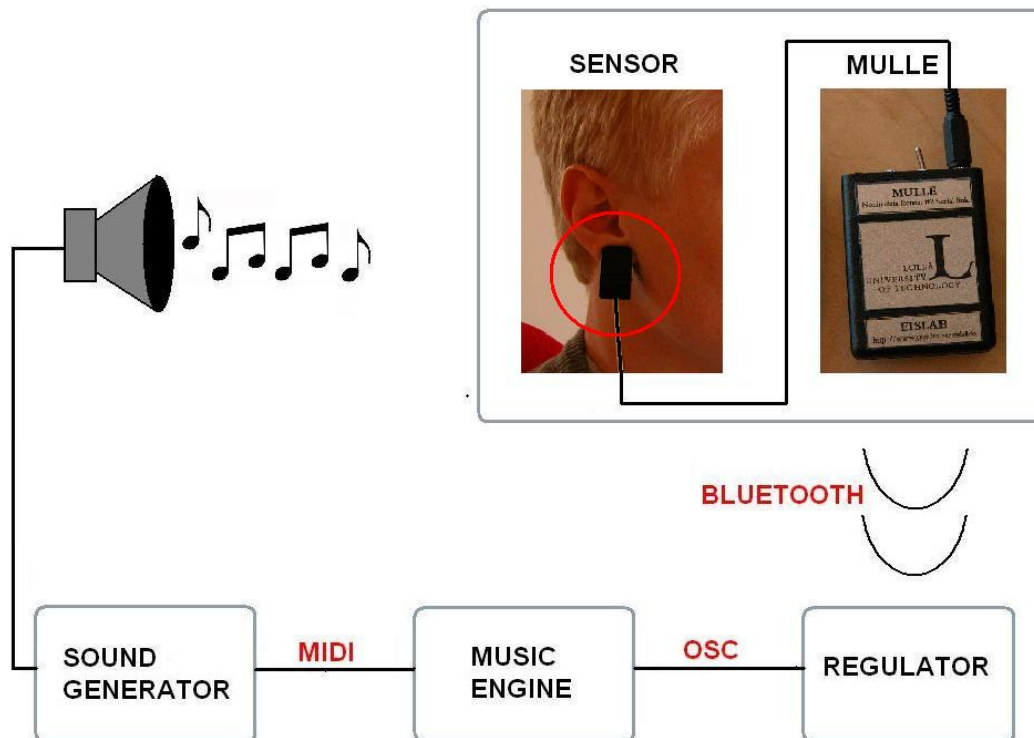 SENSOR
MULLE
MULLE
LULEÅ
UNIVERSITY
OF TECHNOLOGY
L
EISLAB
BLUETOOTH
SOUND
GENERATOR
MIDI
MUSIC
ENGINE
OSC
REGULATOR